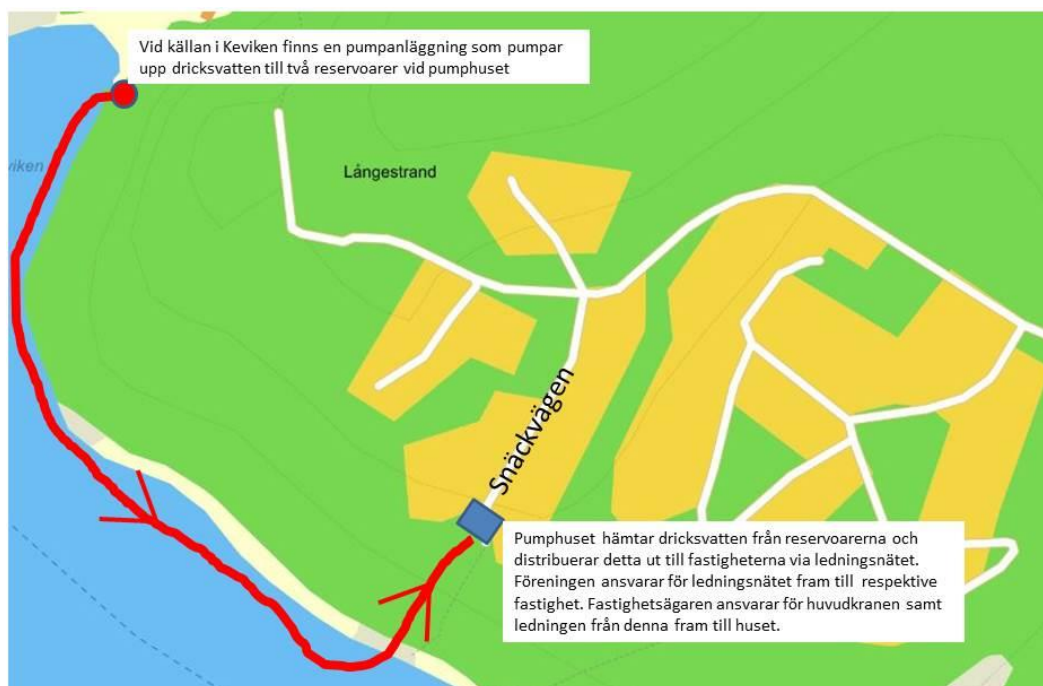 Vid källan i Keviken finns en pumpanläggning som pumpar
upp dricksvatten till två reservoarer vid pumphuset
viken
Långestrand
Snäckvägen
Pumphuset hämtar dricksvatten från reservoarerna och
distribuerar detta ut till fastigheterna via ledningsnätet.
Föreningen ansvarar för ledningsnätet fram till  respektive
fastighet. Fastighetsägaren ansvarar för huvudkranen samt
ledningen från denna fram till huset.